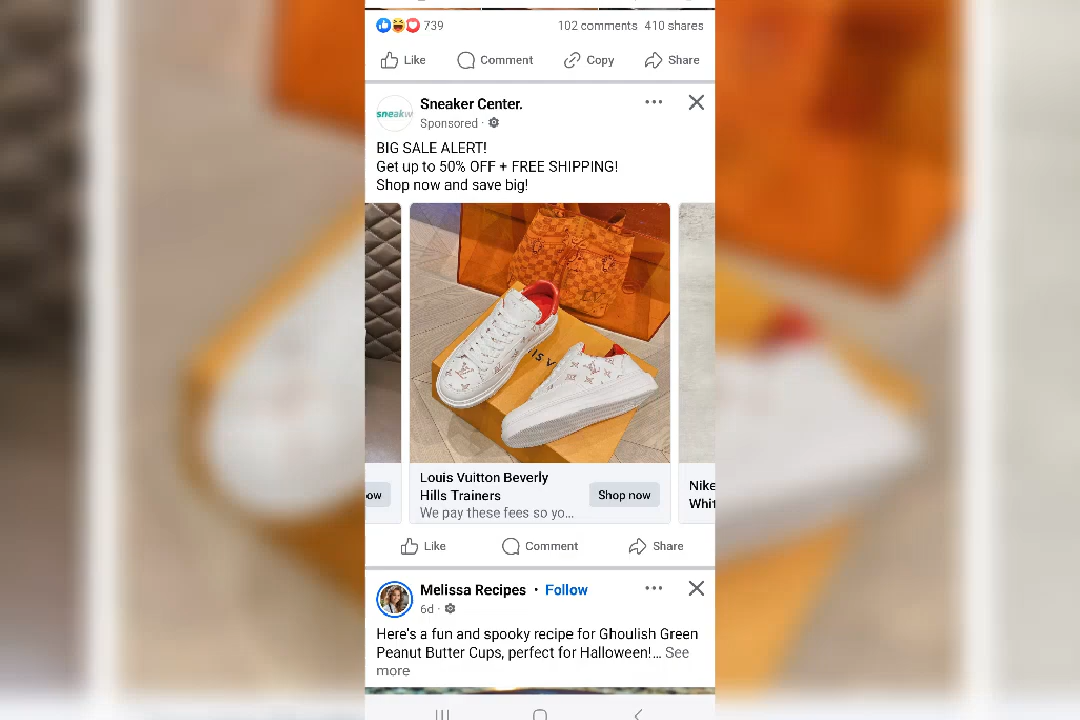 739
102 comments 410 shares
Like
Comment
Copy
Share
sneakw
Sneaker Center.
Sponsored ·
BIG SALE ALERT!
Get up to 50% OFF + FREE SHIPPING!
Shop now and save big!
Louis Vuitton Beverly
Hills Trainers
We pay these fees so yo...
Shop now
ow
Nike
Whit
Like
Comment
Share
Melissa Recipes · Follow
6d ·
Here's a fun and spooky recipe for Ghoulish Green
Peanut Butter Cups, perfect for Halloween!... See
more